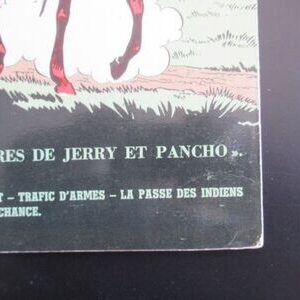 RES DE JERRY ET PANCHO ».
T – TRAFIC D'ARMES – LA PASSE DES INDIENS
CHANCE.